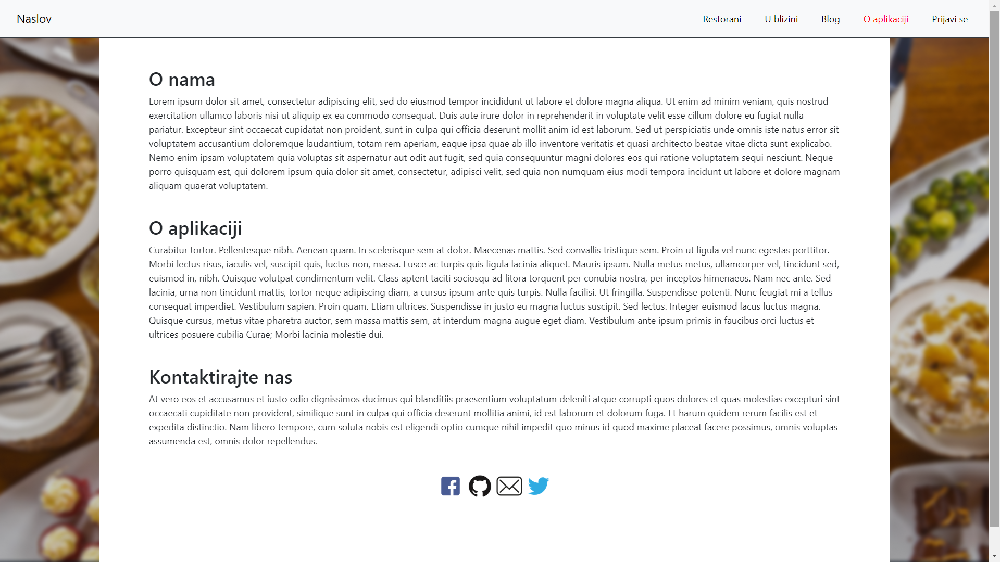 Naslov
Restorani
U blizini
Blog
O aplikaciji
Prijavi se
O nama
Lorem ipsum dolor sit amet, consectetur adipiscing elit, sed do eiusmod tempor incididunt ut labore et dolore magna aliqua. Ut enim ad minim veniam, quis nostrud
exercitation ullamco laboris nisi ut aliquip ex ea commodo consequat. Duis aute irure dolor in reprehenderit in voluptate velit esse cillum dolore eu fugiat nulla
pariatur. Excepteur sint occaecat cupidatat non proident, sunt in culpa qui officia deserunt mollit anim id est laborum. Sed ut perspiciatis unde omnis iste natus error sit
voluptatem accusantium doloremque laudantium, totam rem aperiam, eaque ipsa quae ab illo inventore veritatis et quasi architecto beatae vitae dicta sunt explicabo.
Nemo enim ipsam voluptatem quia voluptas sit aspernatur aut odit aut fugit, sed quia consequuntur magni dolores eos qui ratione voluptatem sequi nesciunt. Neque
porro quisquam est, qui dolorem ipsum quia dolor sit amet, consectetur, adipisci velit, sed quia non numquam eius modi tempora incidunt ut labore et dolore magnam
aliquam quaerat voluptatem.
O aplikaciji
Curabitur tortor. Pellentesque nibh. Aenean quam. In scelerisque sem at dolor. Maecenas mattis. Sed convallis tristique sem. Proin ut ligula vel nunc egestas porttitor.
Morbi lectus risus, iaculis vel, suscipit quis, luctus non, massa. Fusce ac turpis quis ligula lacinia aliquet. Mauris ipsum. Nulla metus metus, ullamcorper vel, tincidunt sed,
euismod in, nibh. Quisque volutpat condimentum velit. Class aptent taciti sociosqu ad litora torquent per conubia nostra, per inceptos himenaeos. Nam nec ante. Sed
lacinia, urna non tincidunt mattis, tortor neque adipiscing diam, a cursus ipsum ante quis turpis. Nulla facilisi. Ut fringilla. Suspendisse potenti. Nunc feugiat mi a tellus
consequat imperdiet. Vestibulum sapien. Proin quam. Etiam ultrices. Suspendisse in justo eu magna luctus suscipit. Sed lectus. Integer euismod lacus luctus magna.
Quisque cursus, metus vitae pharetra auctor, sem massa mattis sem, at interdum magna augue eget diam. Vestibulum ante ipsum primis in faucibus orci luctus et
ultrices posuere cubilia Curae; Morbi lacinia molestie dui.
Kontaktirajte nas
At vero eos et accusamus et iusto odio dignissimos ducimus qui blanditiis praesentium voluptatum deleniti atque corrupti quos dolores et quas molestias excepturi sint
occaecati cupiditate non provident, similique sunt in culpa qui officia deserunt mollitia animi, id est laborum et dolorum fuga. Et harum quidem rerum facilis est et
expedita distinctio. Nam libero tempore, cum soluta nobis est eligendi optio cumque nihil impedit quo minus id quod maxime placeat facere possimus, omnis voluptas
assumenda est, omnis dolor repellendus.